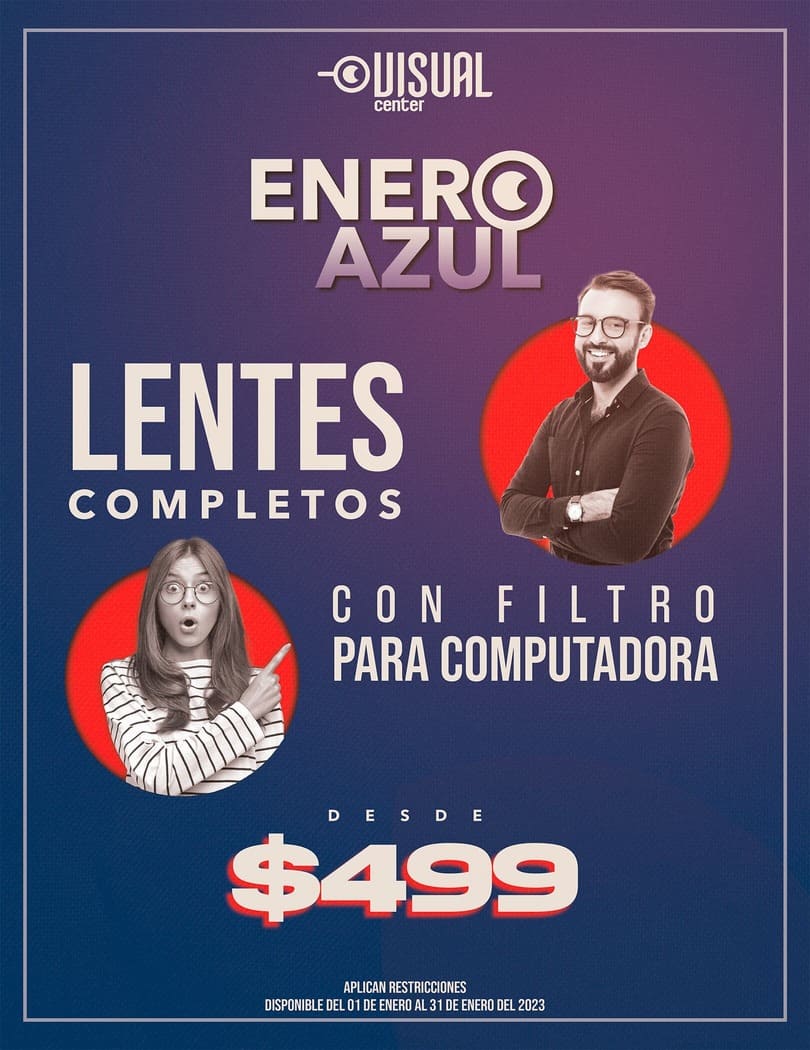 VISUAL
center
ENERO
AZUL
LENTES
COMPLETOS
CON FILTRO
PARA COMPUTADORA
DESDE
$499
APLICAN RESTRICCIONES
DISPONIBLE DEL 01 DE ENERO AL 31 DE ENERO DEL 2023